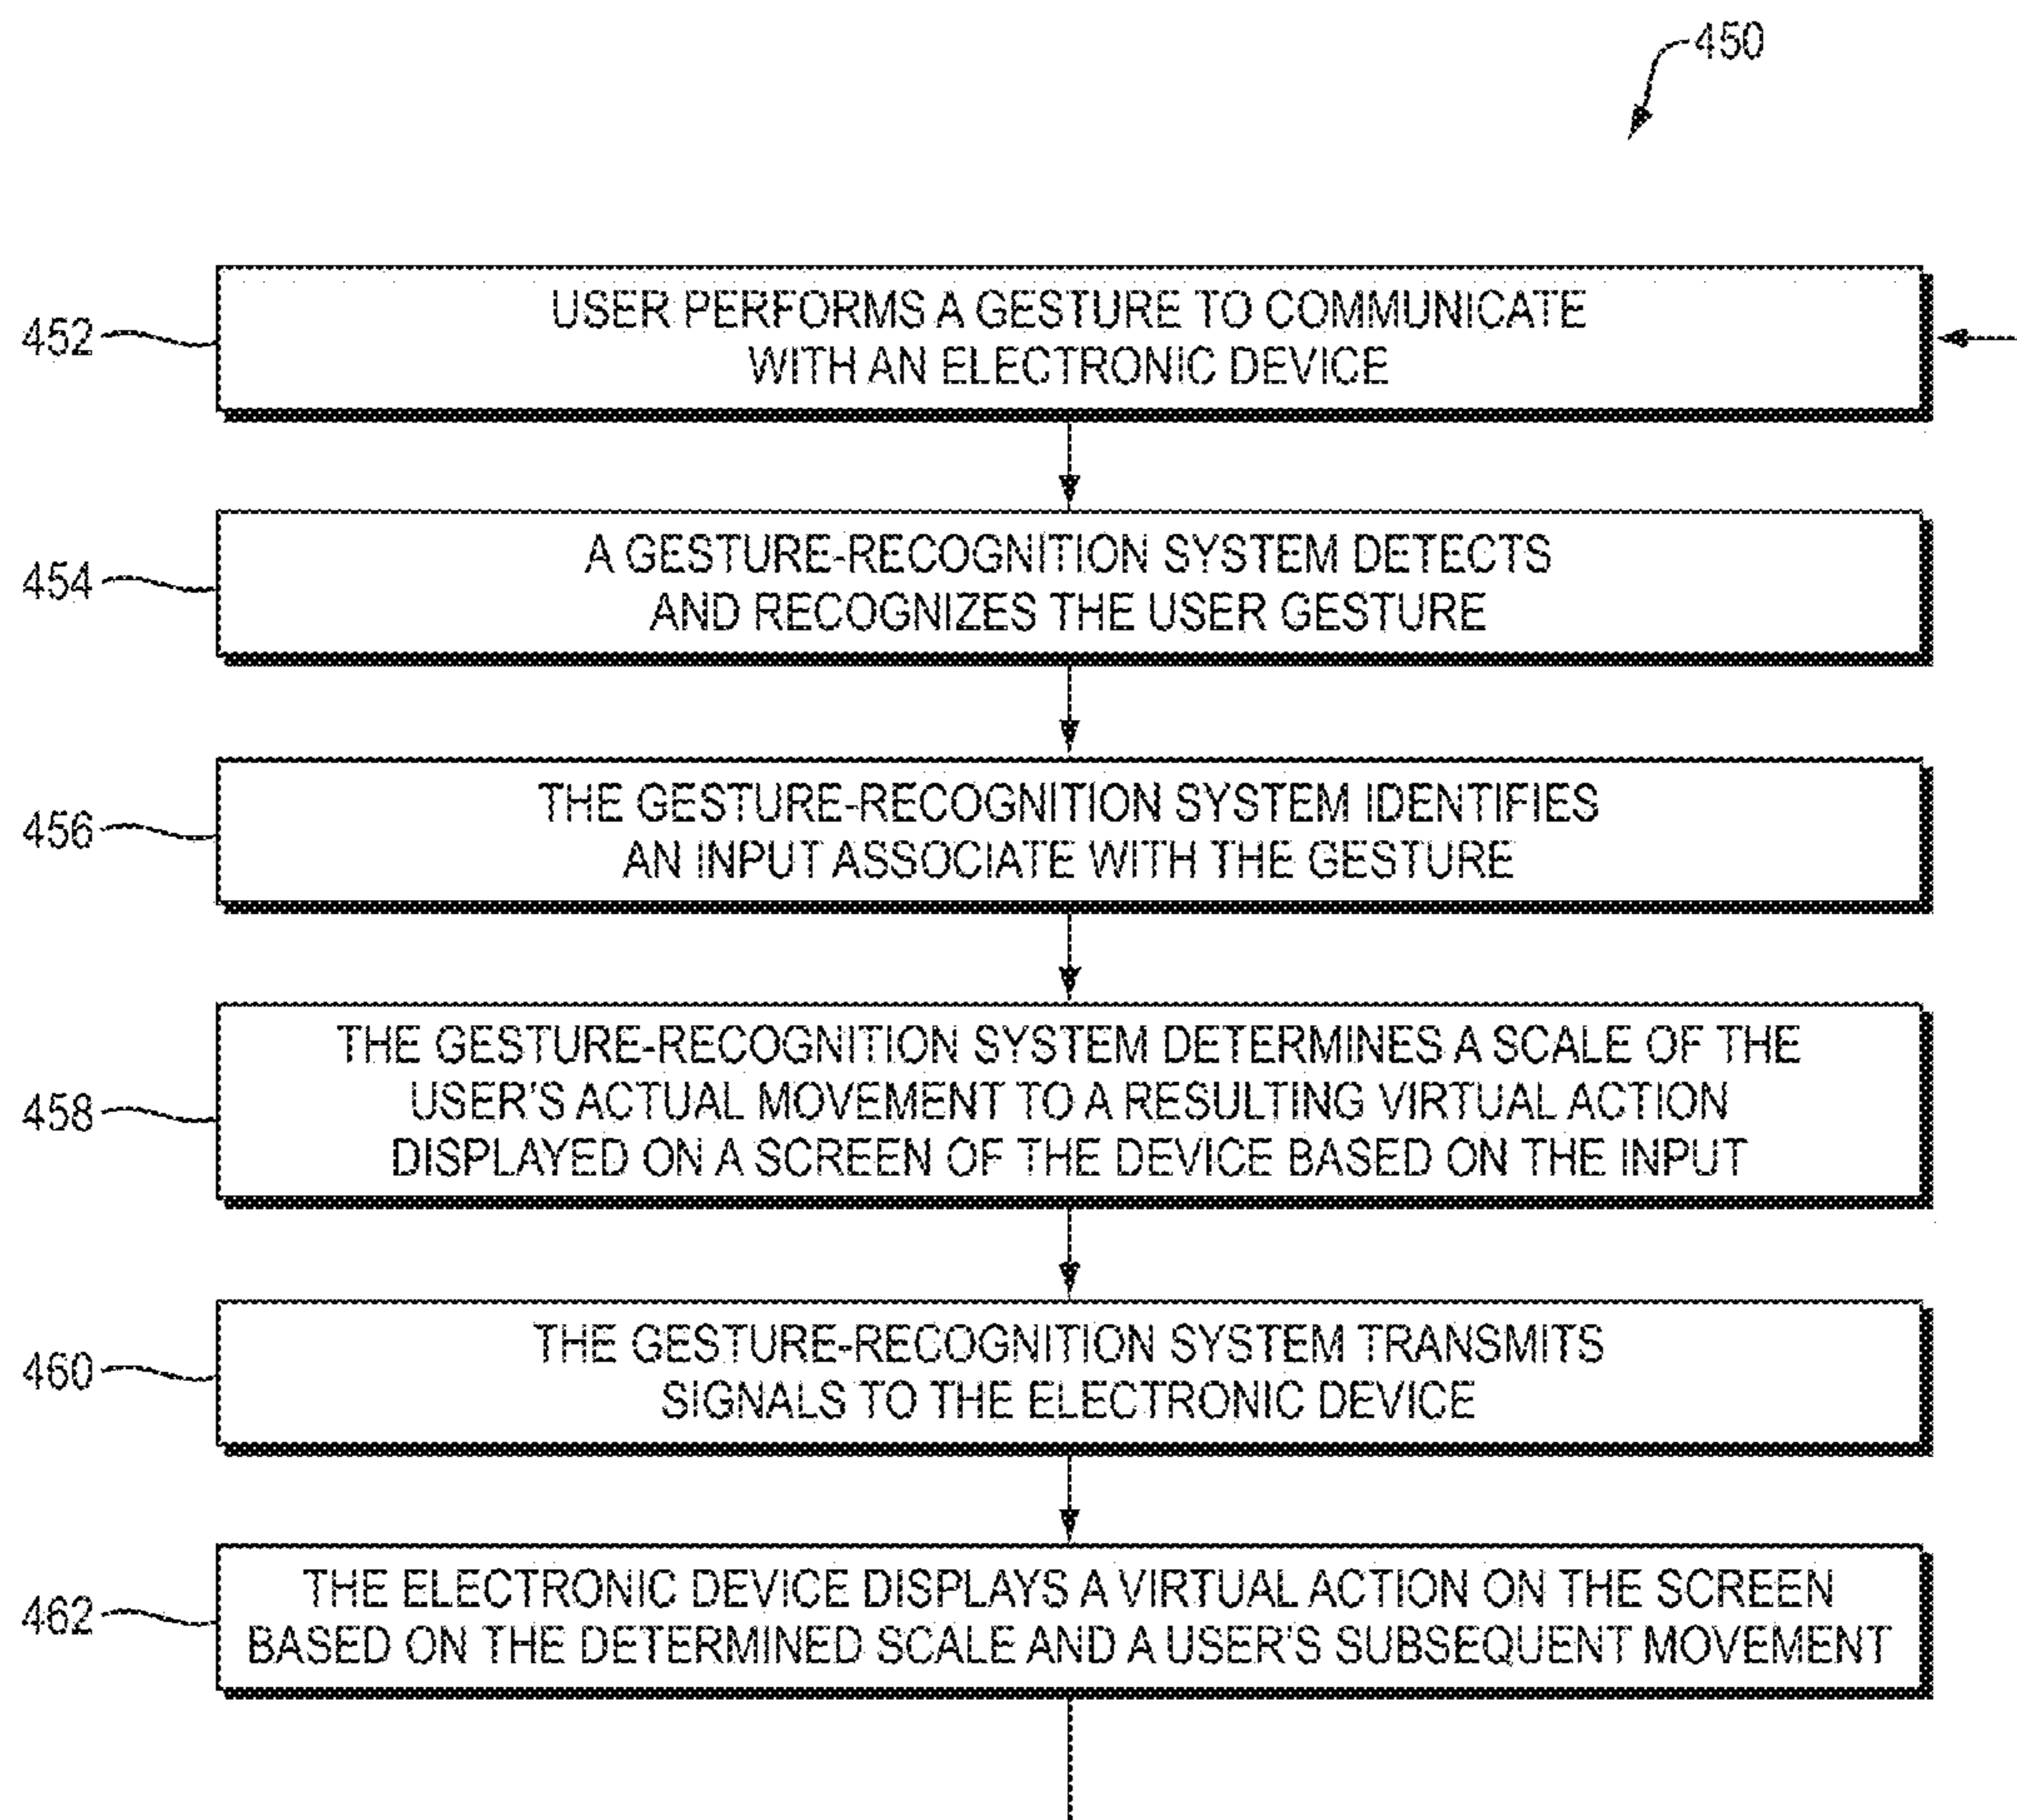 450
452
USER PERFORMS A GESTURE TO COMMUNICATE
WITH AN ELECTRONIC DEVICE
454
A GESTURE-RECOGNITION SYSTEM DETECTS
AND RECOGNIZES THE USER GESTURE
456
THE GESTURE-RECOGNITION SYSTEM IDENTIFIES
AN INPUT ASSOCIATE WITH THE GESTURE
458
THE GESTURE-RECOGNITION SYSTEM DETERMINES A SCALE OF THE
USER'S ACTUAL MOVEMENT TO A RESULTING VIRTUAL ACTION
DISPLAYED ON A SCREEN OF THE DEVICE BASED ON THE INPUT
460
THE GESTURE-RECOGNITION SYSTEM TRANSMITS
SIGNALS TO THE ELECTRONIC DEVICE
462
THE ELECTRONIC DEVICE DISPLAYS A VIRTUAL ACTION ON THE SCREEN
BASED ON THE DETERMINED SCALE AND A USER'S SUBSEQUENT MOVEMENT